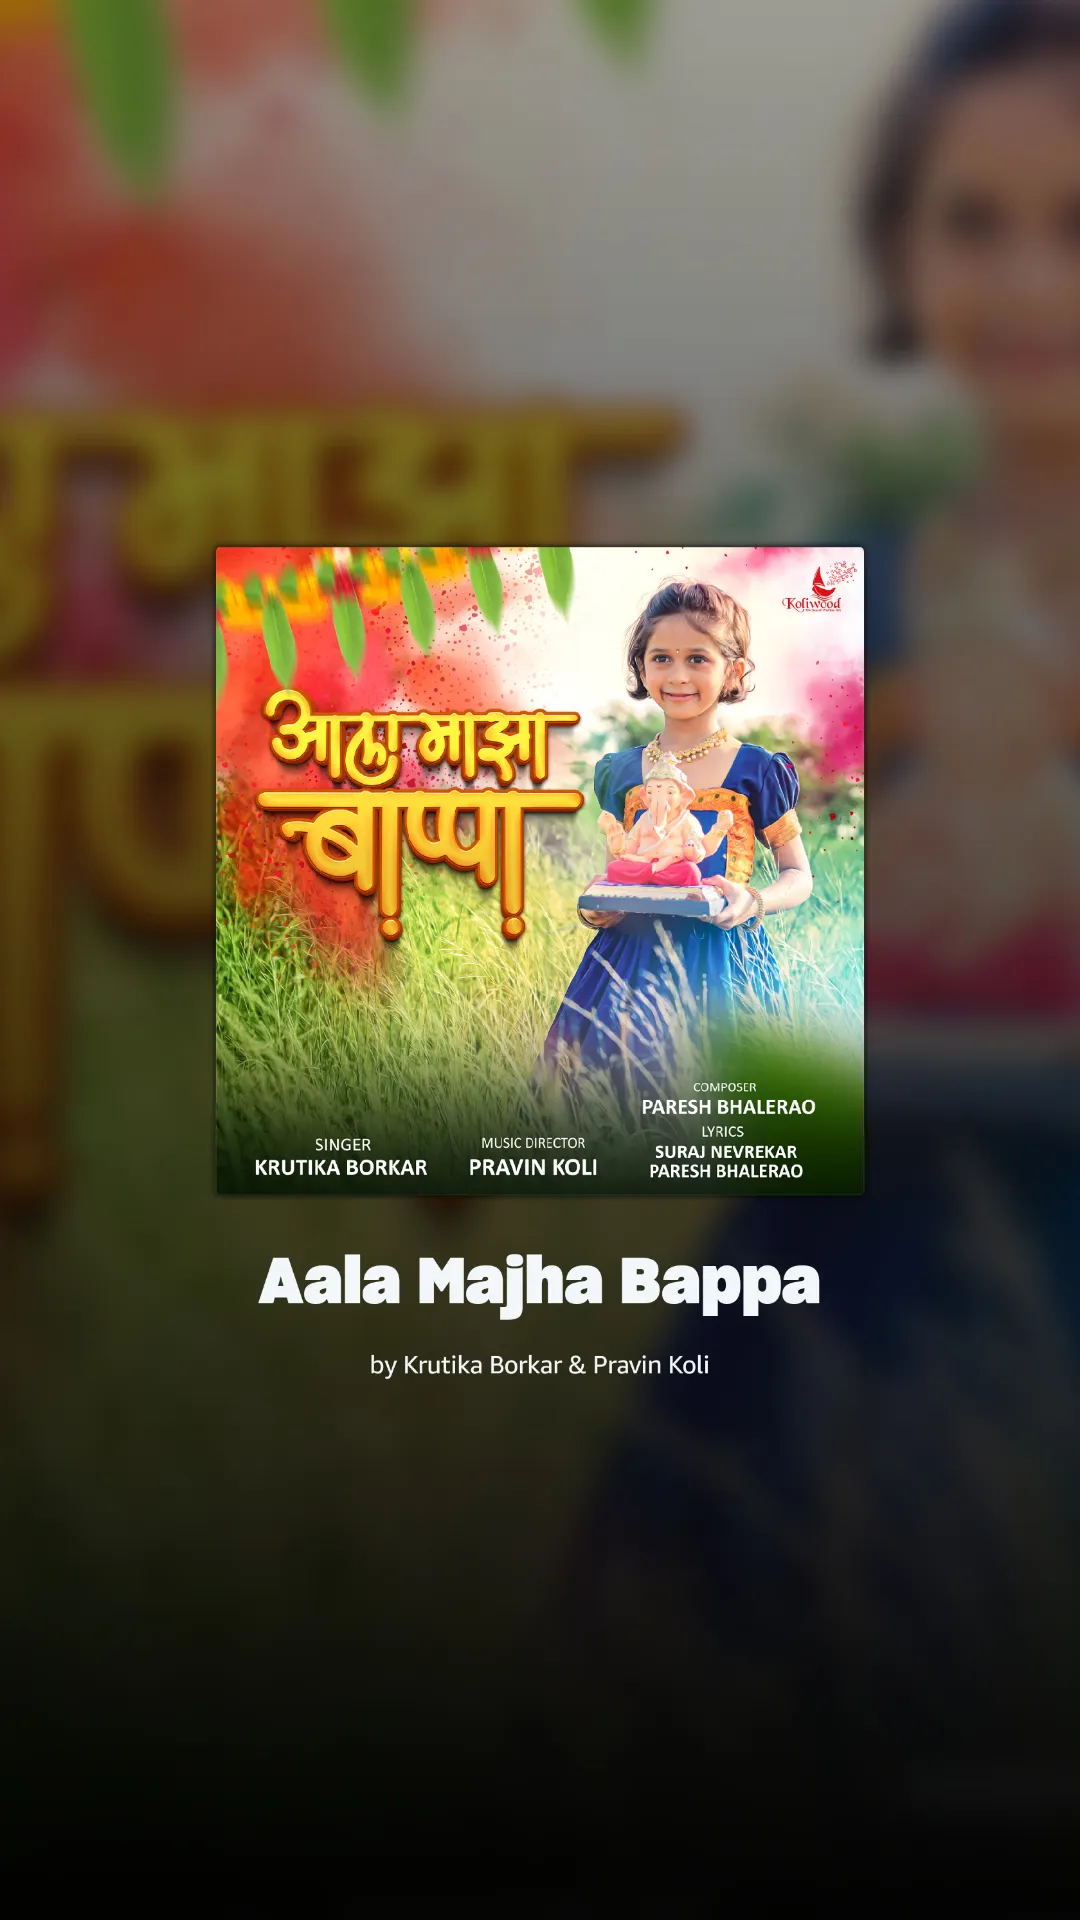 Koliwood
आला माझा
बाप्पा
COMPOSER
PARESH BHALERAO
LYRICS
SURAJ NEVREKAR
PARESH BHALERAO
SINGER
KRUTIKA BORKAR
MUSIC DIRECTOR
PRAVIN KOLI
Aala Majha Bappa
by Krutika Borkar & Pravin Koli